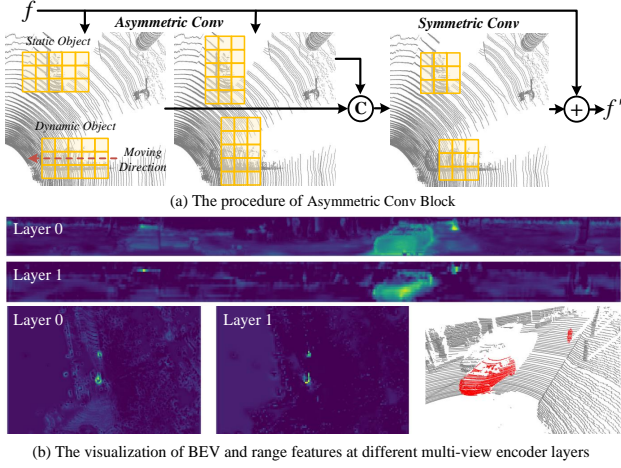 f
Asymmetric Conv
Symmetric Conv
Static Object
C
+
f'
Dynamic Object
Moving
Direction
(a) The procedure of Asymmetric Conv Block
Layer 0
Layer 1
Layer 0
Layer 1
(b) The visualization of BEV and range features at different multi-view encoder layers